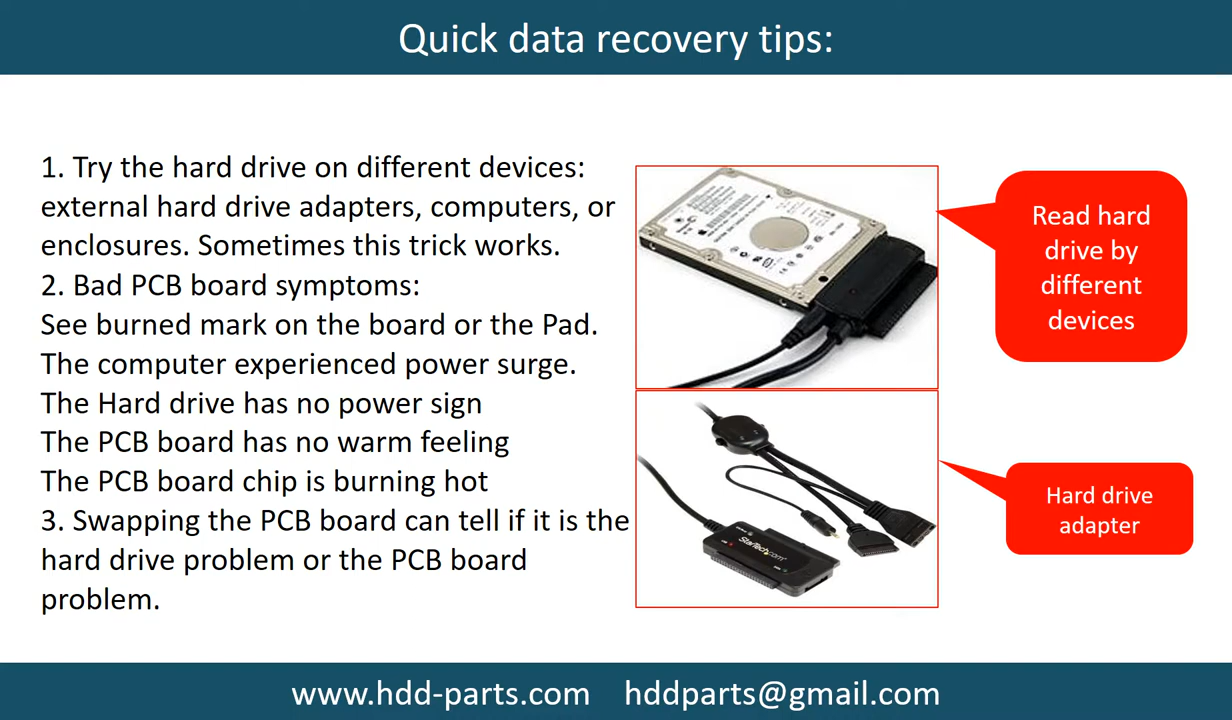 Quick data recovery tips:
1. Try the hard drive on different devices:
external hard drive adapters, computers, or
enclosures. Sometimes this trick works.
2. Bad PCB board symptoms:
See burned mark on the board or the Pad.
The computer experienced power surge.
The Hard drive has no power sign
The PCB board has no warm feeling
The PCB board chip is burning hot
3. Swapping the PCB board can tell if it is the
hard drive problem or the PCB board
problem.
Read hard
drive by
different
devices
StarTech.com
Hard drive
adapter
www.hdd-parts.com hddparts@gmail.com